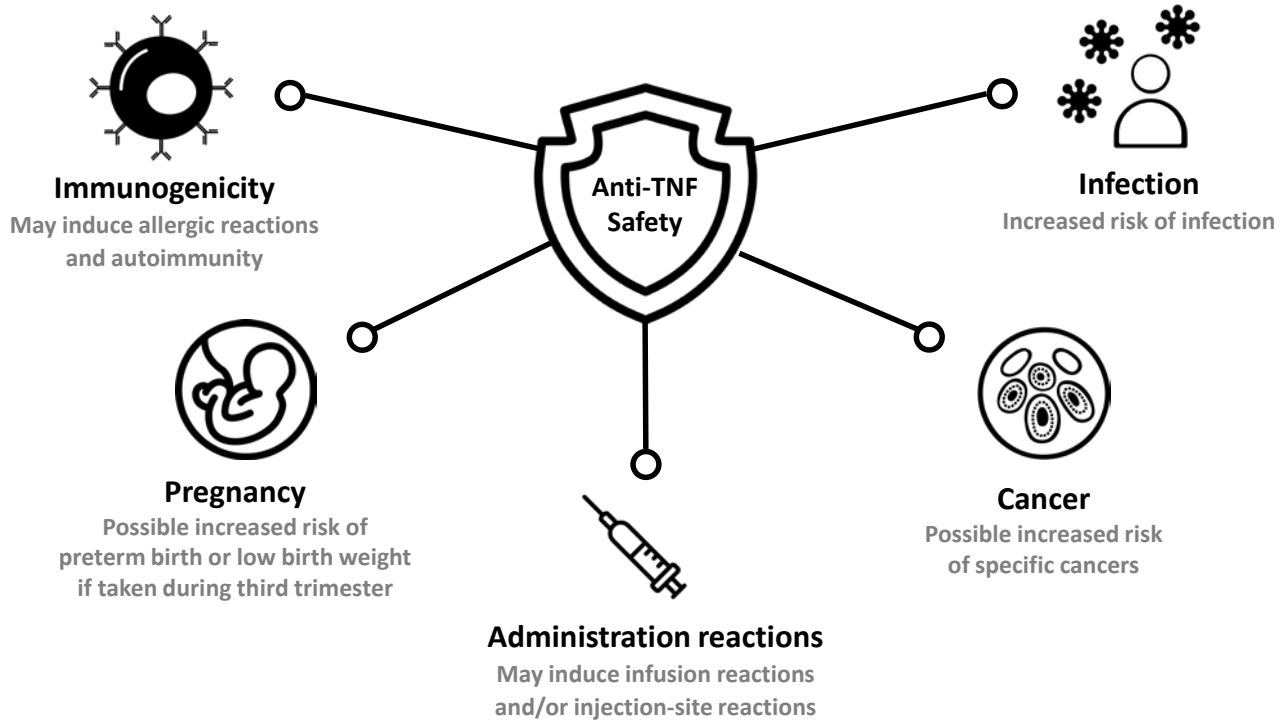 Anti-TNF
Safety
Immunogenicity
May induce allergic reactions
and autoimmunity
Infection
Increased risk of infection
Pregnancy
Possible increased risk of
preterm birth or low birth weight
if taken during third trimester
Cancer
Possible increased risk
of specific cancers
Administration reactions
May induce infusion reactions
and/or injection-site reactions